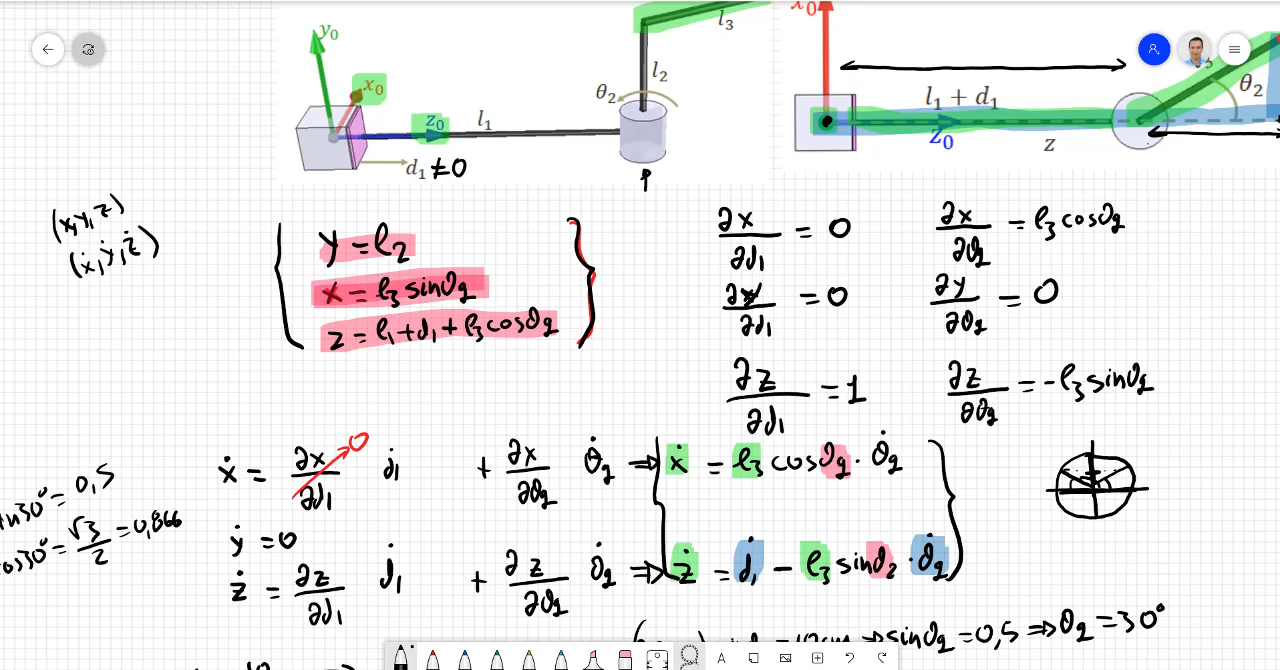 y₀
x₀
z₀
l₁
l₂
l₃
θ₂
d₁ ≠0
P
x₀
l₁ + d₁
z₀
z
θ₂
(x,y,z)
(ẋ,ẏ,ż)
y = l₂
x = l₃ sinθ₂
z = l₁ + d₁ + l₃ cosθ₂
∂x/∂d₁ = 0
∂x/∂θ₂ = l₃ cosθ₂
∂y/∂d₁ = 0
∂y/∂θ₂ = 0
∂z/∂d₁ = 1
∂z/∂θ₂ = -l₃ sinθ₂
ẋ = ∂x/∂d₁ ḋ₁ + ∂x/∂θ₂ θ̇₂ ⇒ ẋ = l₃ cosθ₂ · θ̇₂
0
ẏ = 0
ż = ∂z/∂d₁ ḋ₁ + ∂z/∂θ₂ θ̇₂ ⇒ ż = ḋ₁ - l₃ sinθ₂ · θ̇₂
in30° = 0,5
cos30° = √3/2 = 0,866
⇒ sinθ₂ = 0,5 ⇒ θ₂ = 30°
A